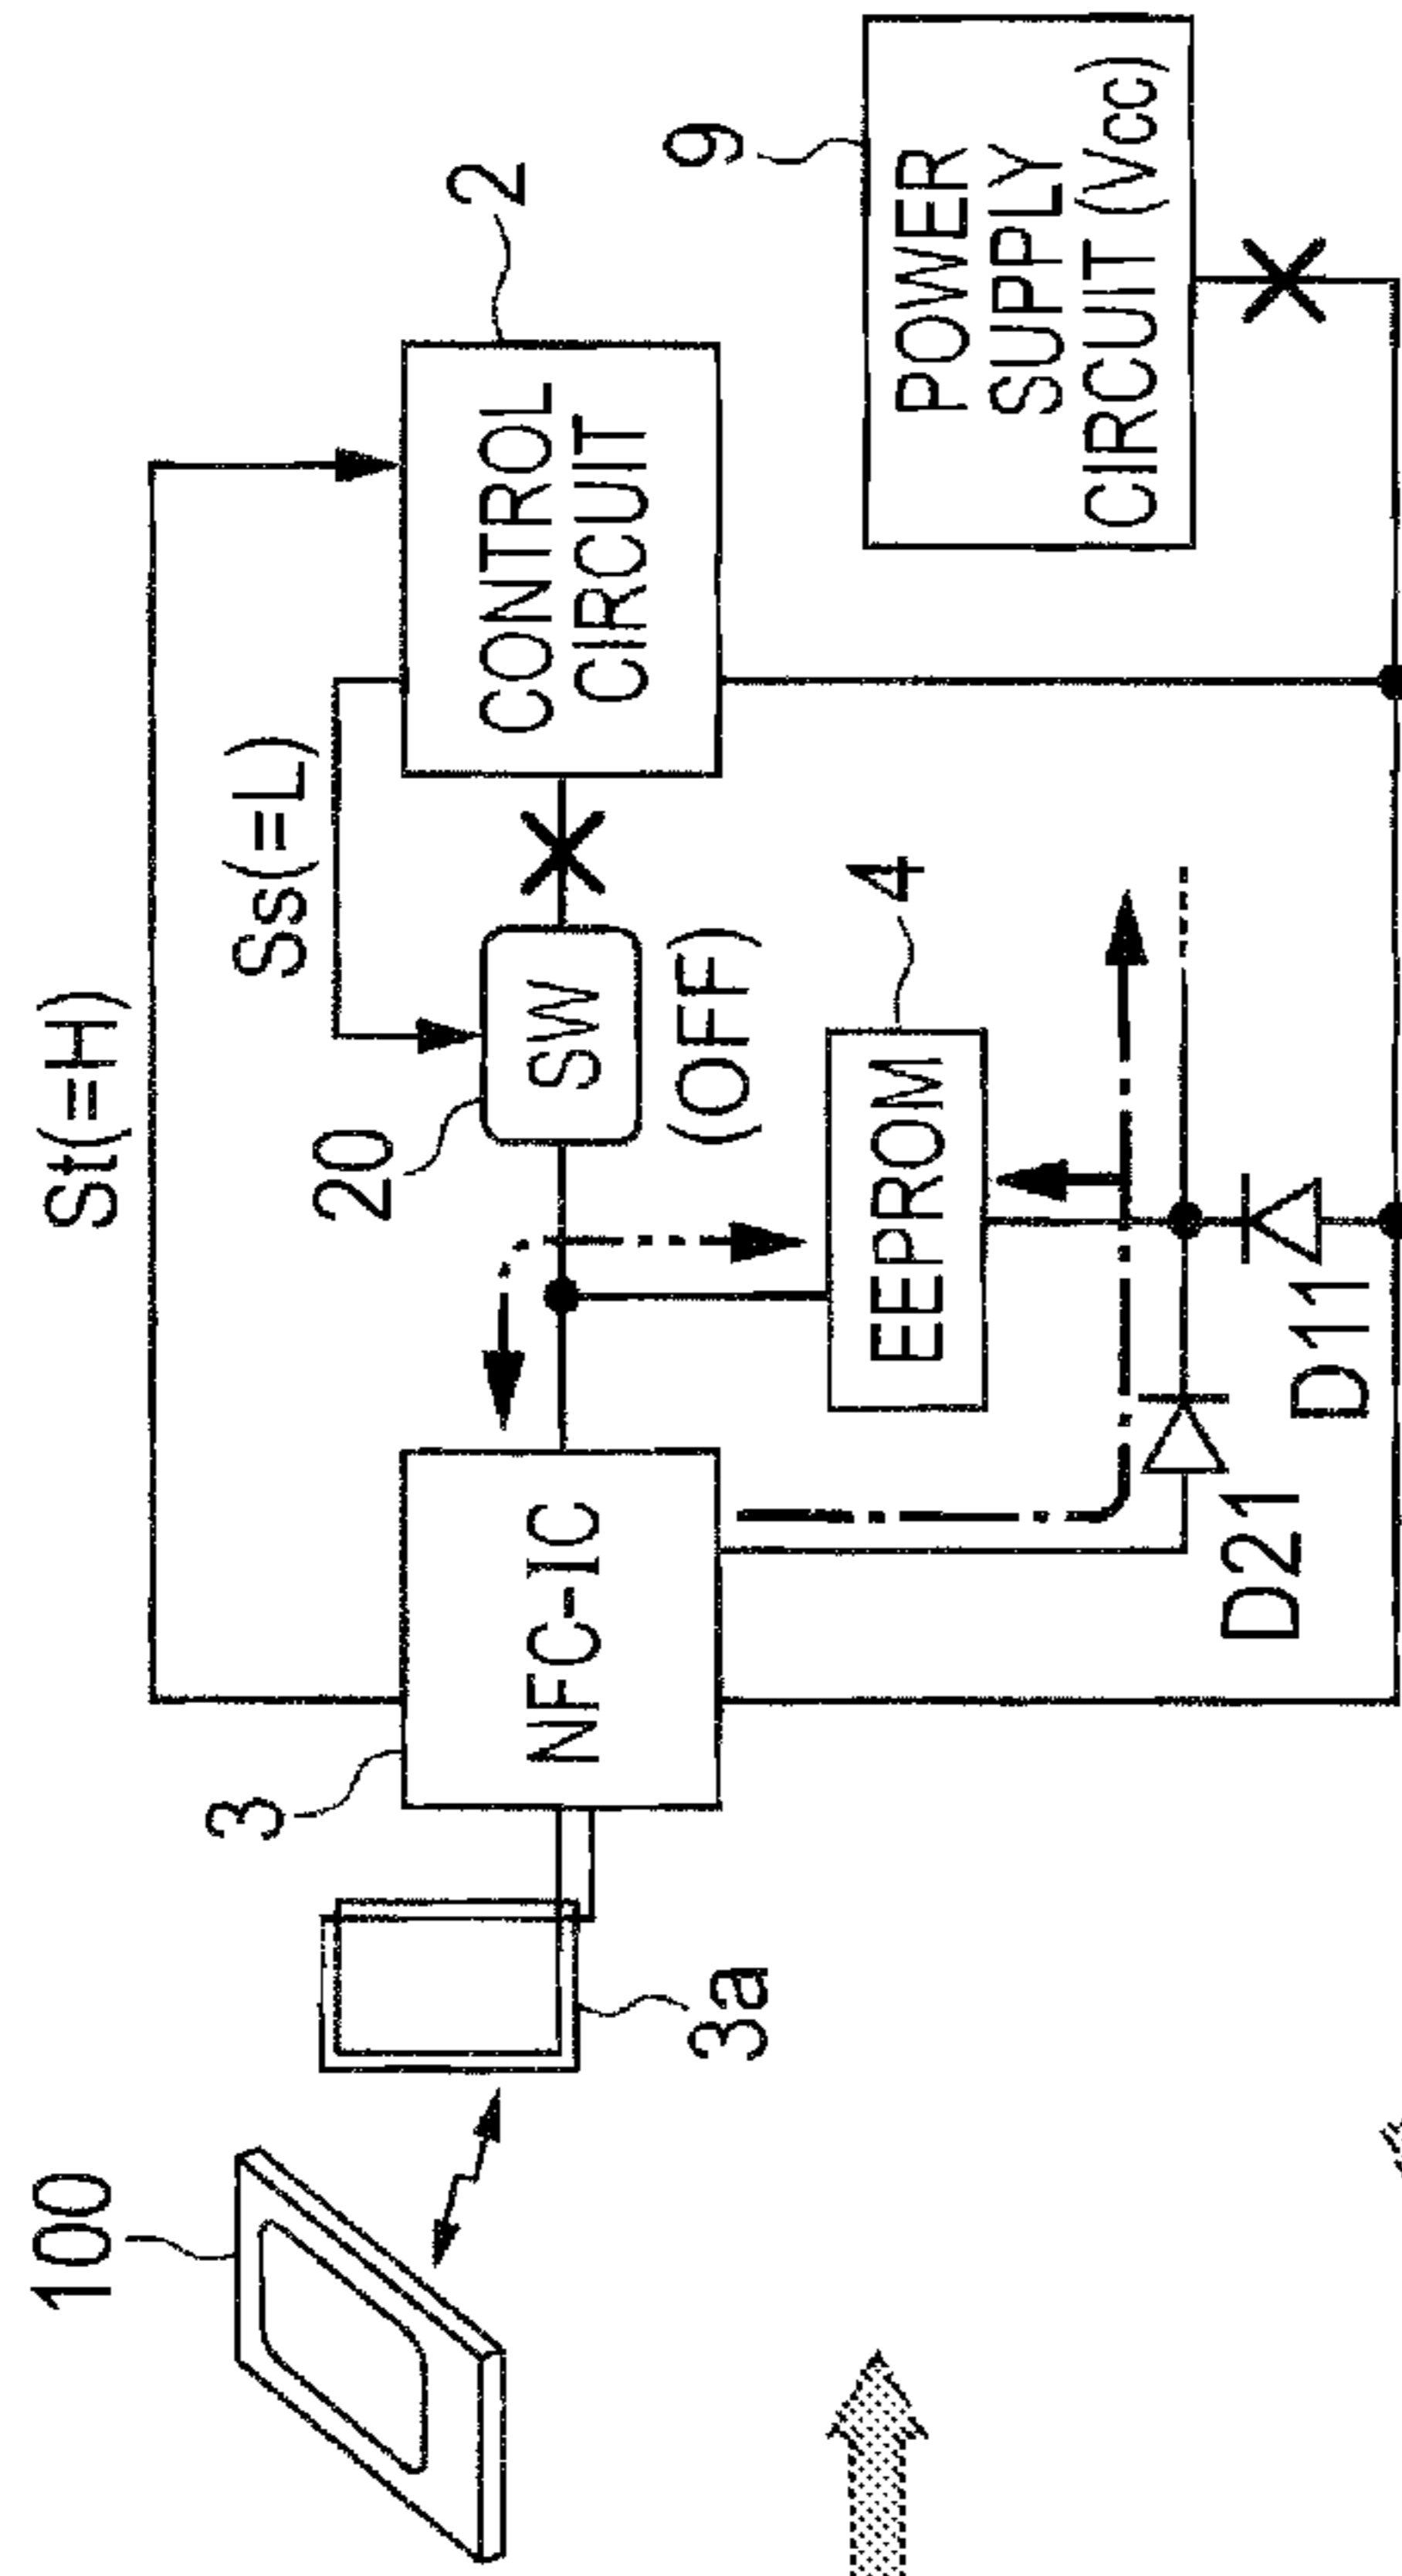 St(=H)
Ss(=L)
100
3
20
2
3a
NFC-IC
SW
(OFF)
CONTROL
CIRCUIT
9
4
EEPROM
POWER
SUPPLY
CIRCUIT (Vcc)
D21
D11